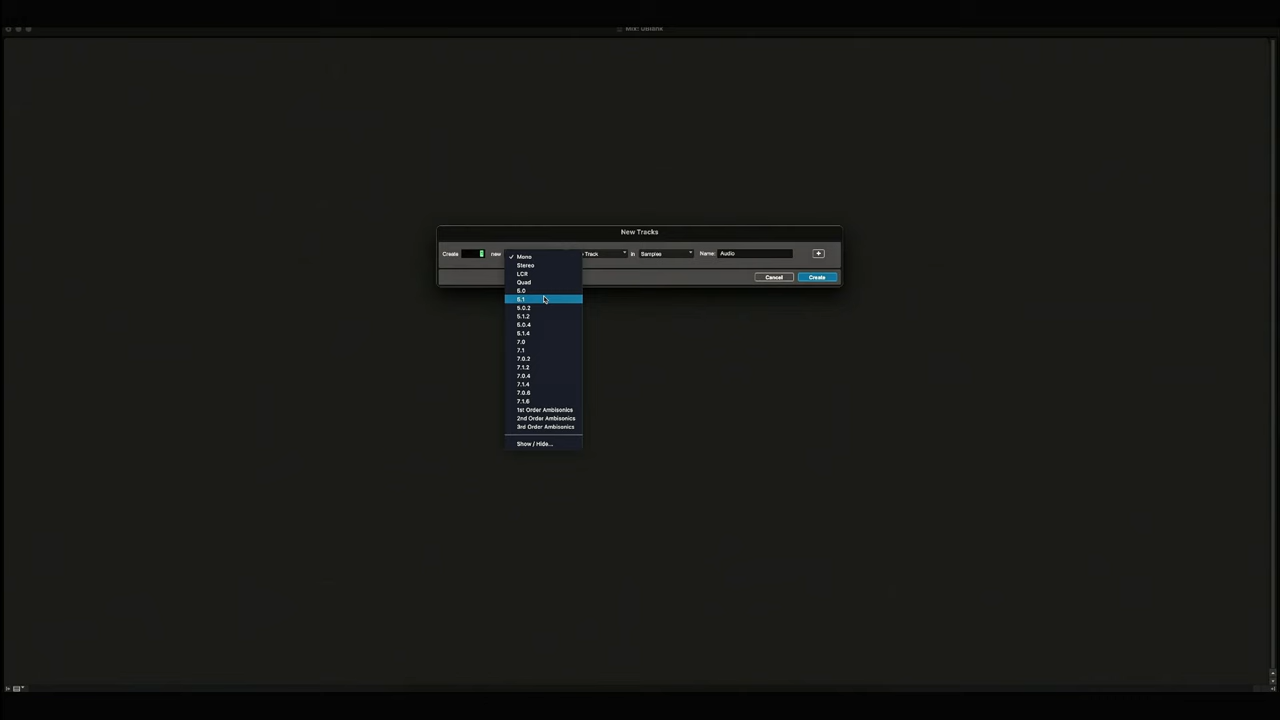 Mix: uBlank
New Tracks
Create
new
Track
in
Samples
Name:
Audio
Cancel
Create
Mono
Stereo
LCR
Quad
5.0
5.1
5.0.2
5.1.2
5.0.4
5.1.4
7.0
7.1
7.0.2
7.1.2
7.0.4
7.1.4
7.0.6
7.1.6
1st Order Ambisonics
2nd Order Ambisonics
3rd Order Ambisonics
Show / Hide...